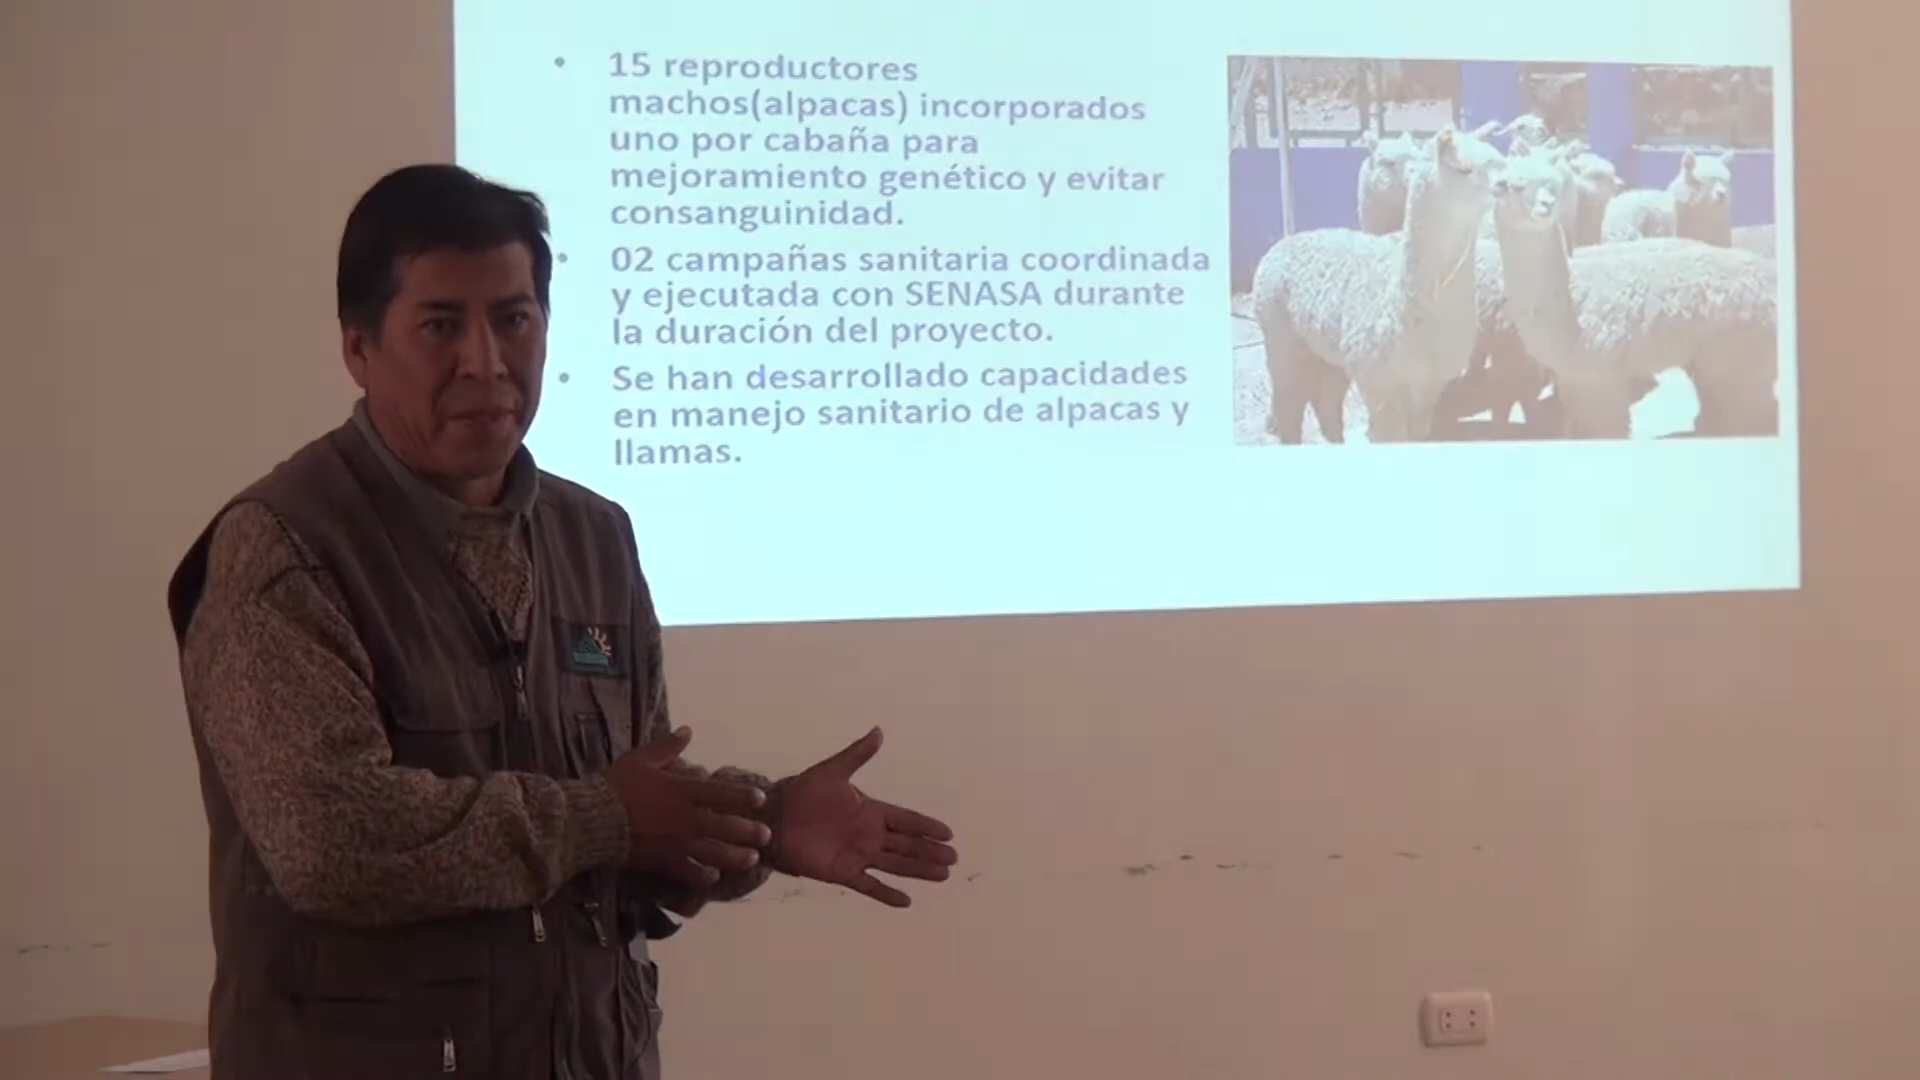 • 15 reproductores
machos(alpacas) incorporados
uno por cabaña para
mejoramiento genético y evitar
consanguinidad.
• 02 campañas sanitaria coordinada
y ejecutada con SENASA durante
la duración del proyecto.
• Se han desarrollado capacidades
en manejo sanitario de alpacas y
llamas.